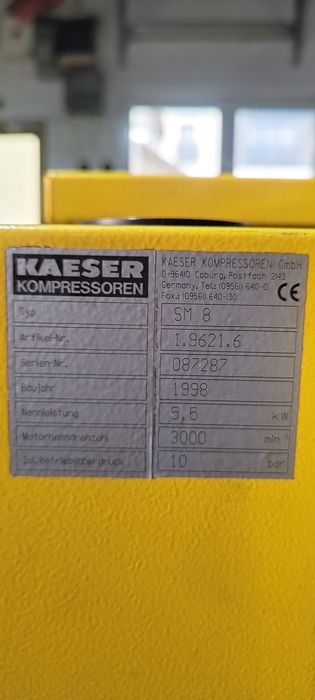 KAESER
KOMPRESSOREN
KAESER KOMPRESSOREN GmbH
D-96410 Coburg, Postfach 2143
Germany, Tel.: (09561) 640-0
Fax.: (09561) 640-130
CE
Typ SM 8
Artikel-Nr. 1.9621.6
Serien-Nr. 087287
Baujahr 1998
Nennleistung 5,5 kW
Motornenndrehzahl 3000 min⁻¹
Zul. Betriebsüberdruck 10 bar